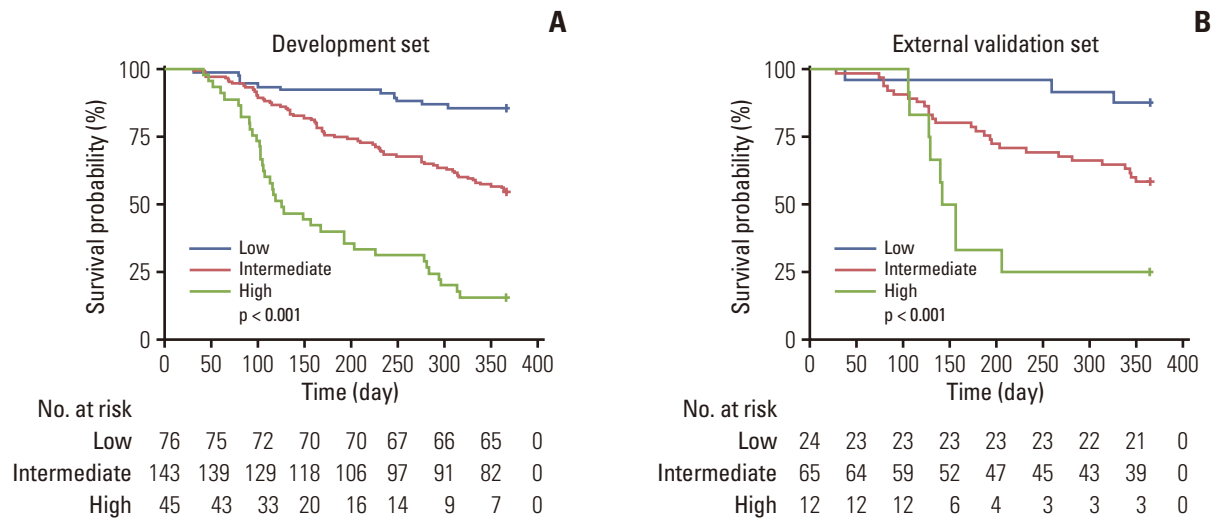 A
Development set
Survival probability (%)
100
75
50
25
0
Low
Intermediate
High
p < 0.001
0 50 100 150 200 250 300 350 400
Time (day)
No. at risk
Low 76 75 72 70 70 67 66 65 0
Intermediate 143 139 129 118 106 97 91 82 0
High 45 43 33 20 16 14 9 7 0
B
External validation set
Survival probability (%)
100
75
50
25
0
Low
Intermediate
High
p < 0.001
0 50 100 150 200 250 300 350 400
Time (day)
No. at risk
Low 24 23 23 23 23 23 22 21 0
Intermediate 65 64 59 52 47 45 43 39 0
High 12 12 12 6 4 3 3 3 0